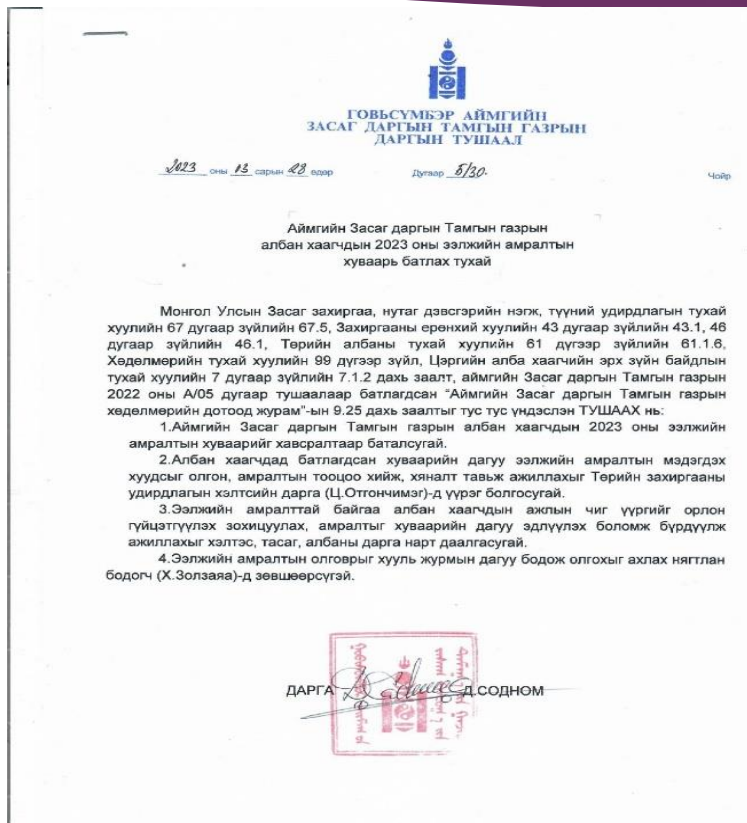 ГОВЬСҮМБЭР АЙМГИЙН
ЗАСАГ ДАРГЫН ТАМГЫН ГАЗРЫН
ДАРГЫН ТУШААЛ
2023 оны 03 сарын 28 өдөр Дугаар Б/30. Чойр
Аймгийн Засаг даргын Тамгын газрын
албан хаагчдын 2023 оны ээлжийн амралтын
хуваарь батлах тухай
Монгол Улсын Засаг захиргаа, нутаг дэвсгэрийн нэгж, түүний удирдлагын тухай
хуулийн 67 дугаар зүйлийн 67.5, Захиргааны ерөнхий хуулийн 43 дугаар зүйлийн 43.1, 46
дугаар зүйлийн 46.1, Төрийн албаны тухай хуулийн 61 дүгээр зүйлийн 61.1.6,
Хөдөлмөрийн тухай хуулийн 99 дүгээр зүйл, Цэргийн алба хаагчийн эрх зүйн байдлын
тухай хуулийн 7 дугаар зүйлийн 7.1.2 дахь заалт, аймгийн Засаг даргын Тамгын газрын
2022 оны А/05 дугаар тушаалаар батлагдсан “Аймгийн Засаг даргын Тамгын газрын
хөдөлмөрийн дотоод журам”-ын 9.25 дахь заалтыг тус тус үндэслэн ТУШААХ нь:
1.Аймгийн Засаг даргын Тамгын газрын албан хаагчдын 2023 оны ээлжийн
амралтын хуваарийг хавсралтаар баталсугай.
2.Албан хаагчдад батлагдсан хуваарийн дагуу ээлжийн амралтын мэдэгдэх
хуудсыг олгон, амралтын тооцоо хийж, хяналт тавьж ажиллахыг Төрийн захиргааны
удирдлагын хэлтсийн дарга (Ц.Отгончимэг)-д үүрэг болгосугай.
3.Ээлжийн амралттай байгаа албан хаагчдын ажлын чиг үүргийг орлон
гүйцэтгүүлэх зохицуулах, амралтыг хуваарийн дагуу эдлүүлэх боломж бүрдүүлж
ажиллахыг хэлтэс, тасаг, албаны дарга нарт даалгасугай.
4.Ээлжийн амралтын олговрыг хууль журмын дагуу бодож олгохыг ахлах нягтлан
бодогч (Х.Золзаяа)-д зөвшөөрсүгэй.
ДАРГА Д.СОДНОМ